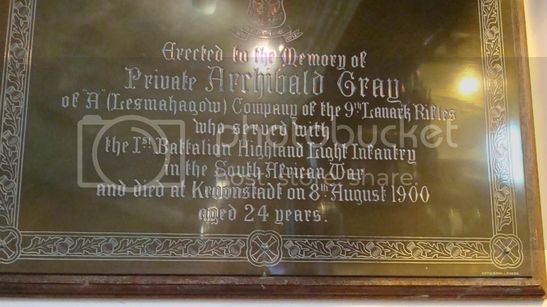 Erected to the Memory of
Private Archibald Gray
of "A" (Lesmahagow) Company of the 9th Lanark Rifles
who served with
the 1st Battalion Highland Light Infantry
in the South African War
and died at Kroonstadt on 8th August 1900
aged 24 years.
photobucket